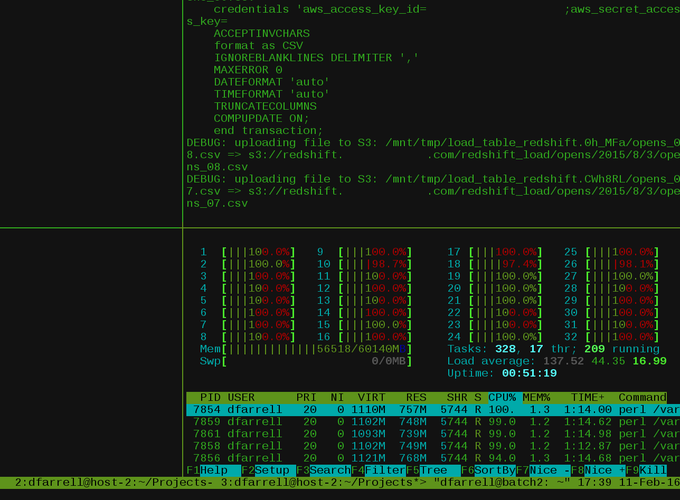 credentials 'aws_access_key_id= ;aws_secret_acces
s_key=
ACCEPTINVCHARS
format as CSV
IGNOREBLANKLINES DELIMITER ','
MAXERROR 0
DATEFORMAT 'auto'
TIMEFORMAT 'auto'
TRUNCATECOLUMNS
COMPUPDATE ON;
end transaction;
DEBUG: uploading file to S3: /mnt/tmp/load_table_redshift.0h_MFa/opens_0
8.csv => s3://redshift. .com/redshift_load/opens/2015/8/3/ope
ns_08.csv
DEBUG: uploading file to S3: /mnt/tmp/load_table_redshift.CWh8RL/opens_0
7.csv => s3://redshift. .com/redshift_load/opens/2015/8/3/ope
ns_07.csv
1 [|||100.0%] 9 [|||100.0%] 17 [|||100.0%] 25 [|||100.0%]
2 [|||100.0%] 10 [||||98.7%] 18 [||||97.4%] 26 [||||98.1%]
3 [|||100.0%] 11 [|||100.0%] 19 [|||100.0%] 27 [|||100.0%]
4 [|||100.0%] 12 [|||100.0%] 20 [|||100.0%] 28 [|||100.0%]
5 [|||100.0%] 13 [|||100.0%] 21 [|||100.0%] 29 [|||100.0%]
6 [|||100.0%] 14 [|||100.0%] 22 [|||100.0%] 30 [|||100.0%]
7 [|||100.0%] 15 [|||100.0%] 23 [|||100.0%] 31 [|||100.0%]
8 [|||100.0%] 16 [|||100.0%] 24 [|||100.0%] 32 [|||100.0%]
Mem[|||||||||||||56518/60140MB] Tasks: 328, 17 thr; 209 running
Swp[ 0/0MB] Load average: 137.52 44.35 16.99
Uptime: 00:51:19
PID USER PRI NI VIRT RES SHR S CPU% MEM% TIME+ Command
7854 dfarrell 20 0 1110M 757M 5744 R 100. 1.3 1:14.00 perl /var
7859 dfarrell 20 0 1102M 748M 5744 R 99.0 1.2 1:14.62 perl /var
7861 dfarrell 20 0 1093M 739M 5744 R 99.0 1.2 1:14.98 perl /var
7858 dfarrell 20 0 1102M 749M 5744 R 99.0 1.2 1:12.87 perl /var
7856 dfarrell 20 0 1121M 768M 5744 R 94.0 1.3 1:14.68 perl /var
F1Help F2Setup F3SearchF4FilterF5Tree F6SortByF7Nice -F8Nice +F9Kill
2:dfarrell@host-2:~/Projects- 3:dfarrell@host-2:~/Projects*> "dfarrell@batch2: ~" 17:39 11-Feb-16